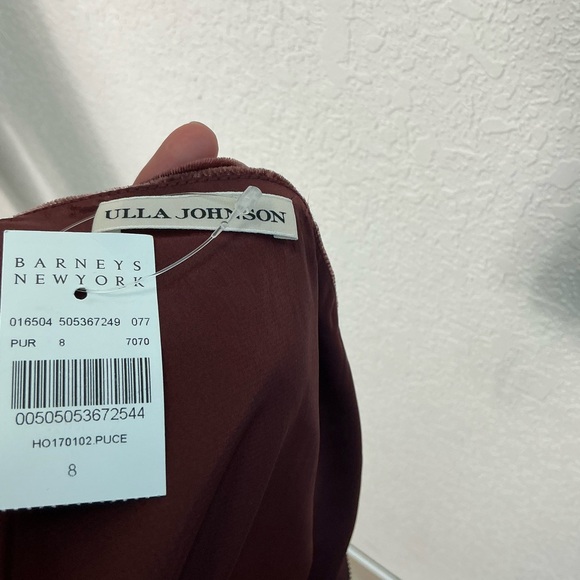 ULLA JOHNSON
BARNEYS
NEWYORK
016504 505367249 077
PUR 8 7070
00505053672544
HO170102.PUCE
8